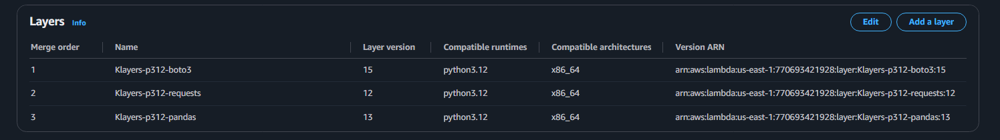 Layers Info Edit Add a layer
Merge order Name Layer version Compatible runtimes Compatible architectures Version ARN
1 Klayers-p312-boto3 15 python3.12 x86_64 arn:aws:lambda:us-east-1:770693421928:layer:Klayers-p312-boto3:15
2 Klayers-p312-requests 12 python3.12 x86_64 arn:aws:lambda:us-east-1:770693421928:layer:Klayers-p312-requests:12
3 Klayers-p312-pandas 13 python3.12 x86_64 arn:aws:lambda:us-east-1:770693421928:layer:Klayers-p312-pandas:13